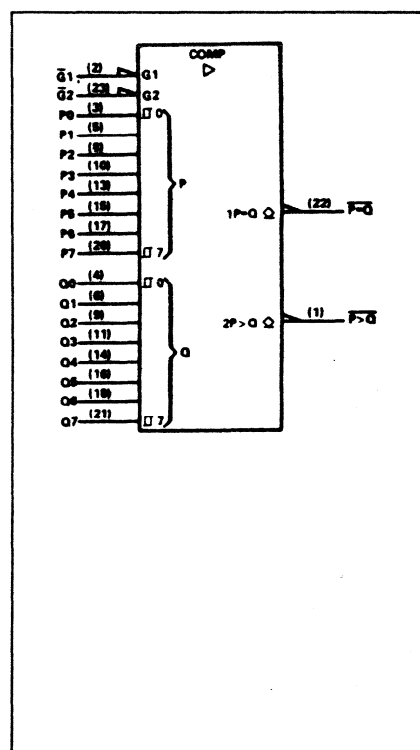 COMP
G1 (2) G1
G2 (23) G2
P0 (3) 0
P1 (5)
P2 (8)
P3 (10)
P4 (13) P
P5 (15) 1P=Q (22) P=Q
P6 (17)
P7 (20) 7
Q0 (4) 0
Q1 (6)
Q2 (9) 2P>Q (1) P>Q
Q3 (11)
Q4 (14) Q
Q5 (16)
Q6 (18)
Q7 (21) 7